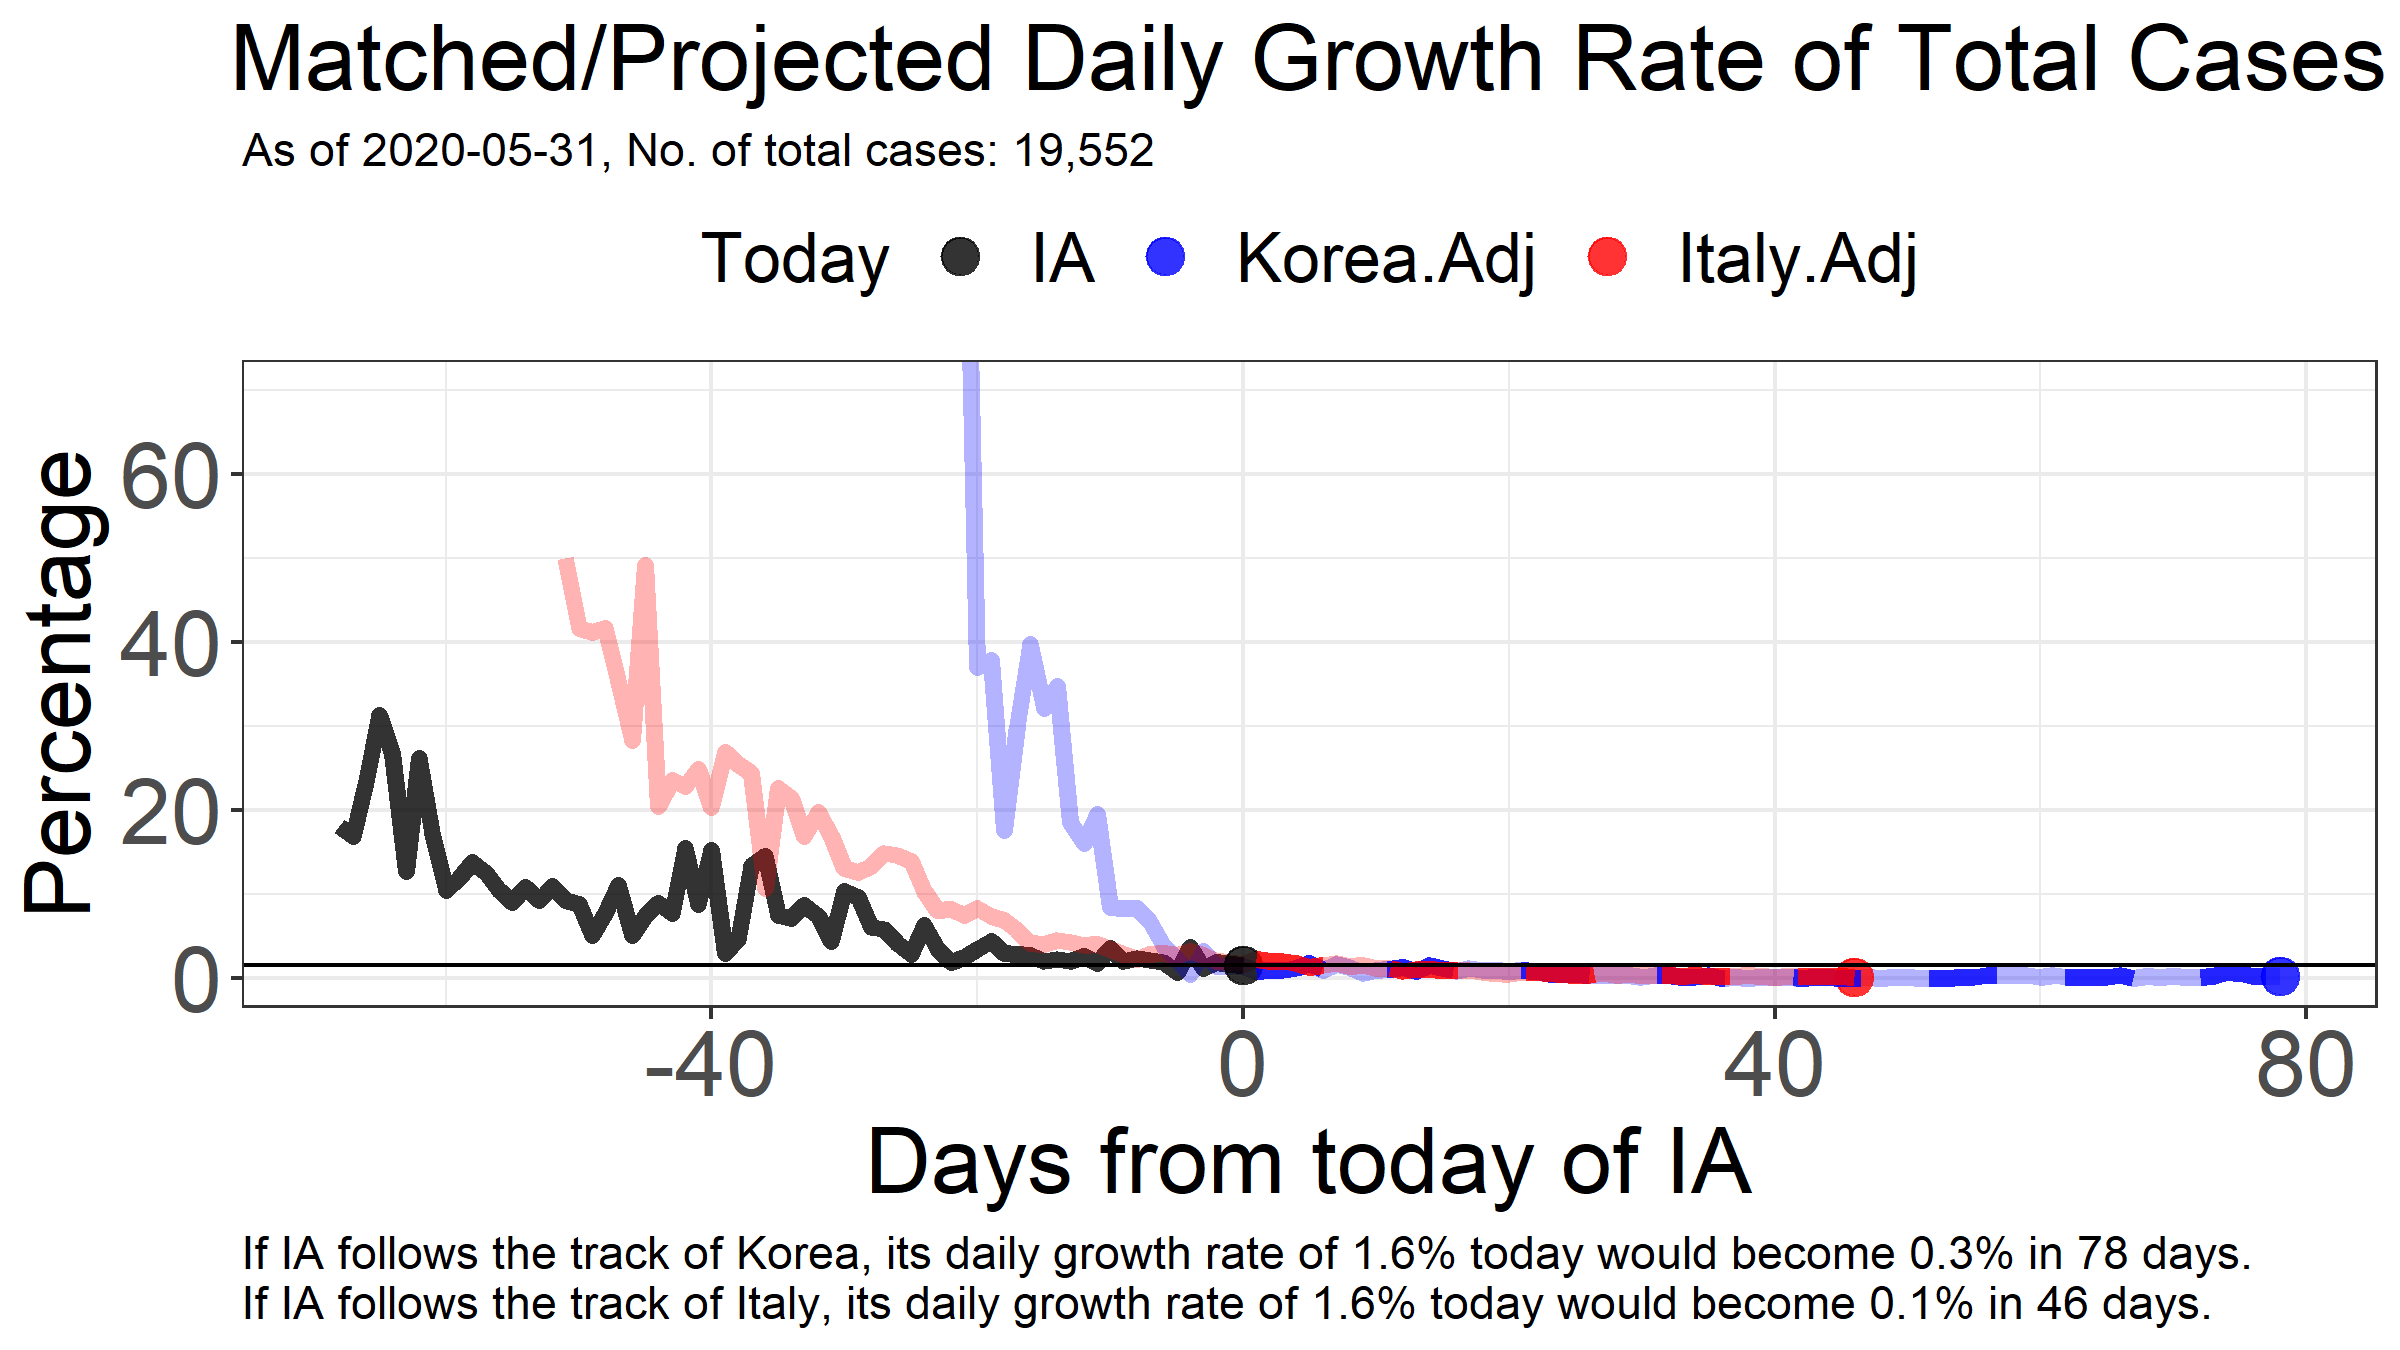 Matched/Projected Daily Growth Rate of Total Cases
As of 2020-05-31, No. of total cases: 19,552
Today IA Korea.Adj Italy.Adj
Percentage
60
40
20
0
-40 0 40 80
Days from today of IA
If IA follows the track of Korea, its daily growth rate of 1.6% today would become 0.3% in 78 days.
If IA follows the track of Italy, its daily growth rate of 1.6% today would become 0.1% in 46 days.